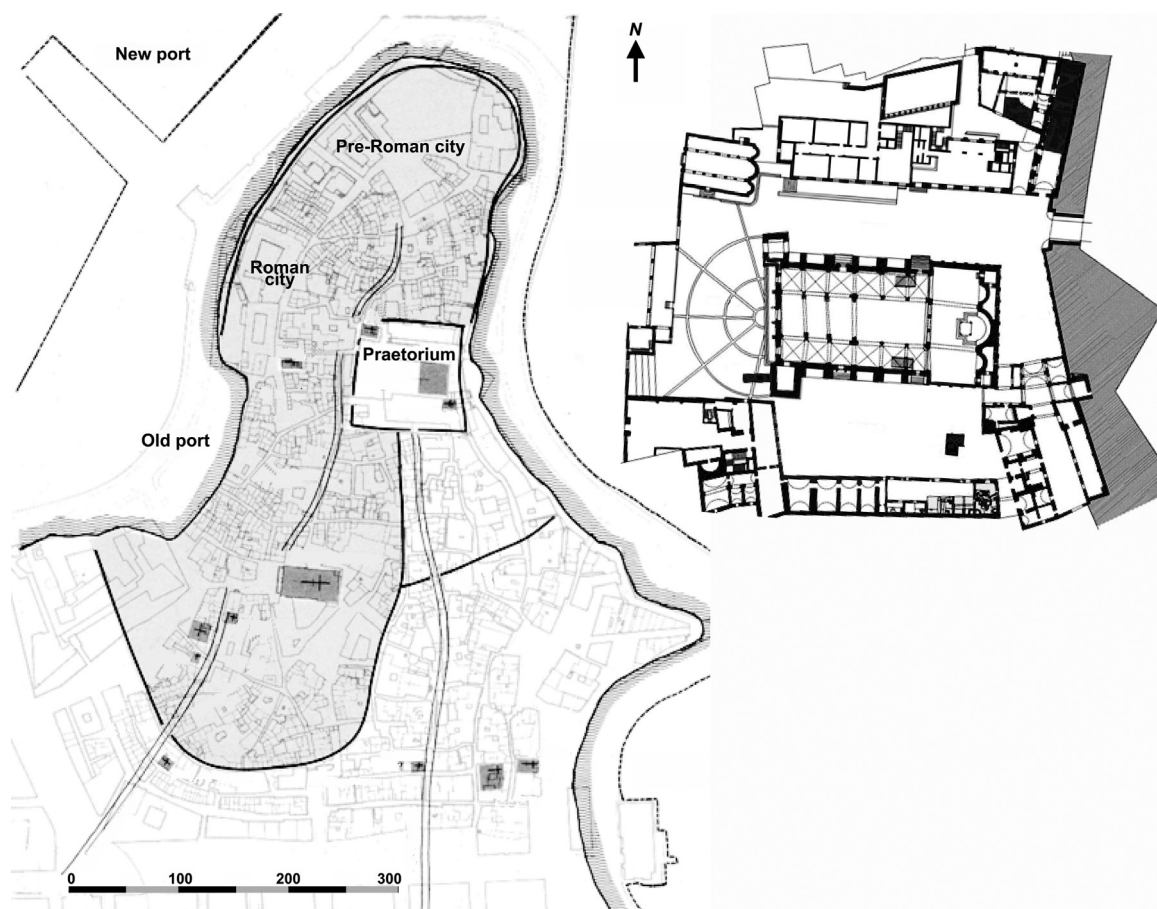 New port
N
Pre-Roman city
Roman
city
Praetorium
Old port
0 100 200 300